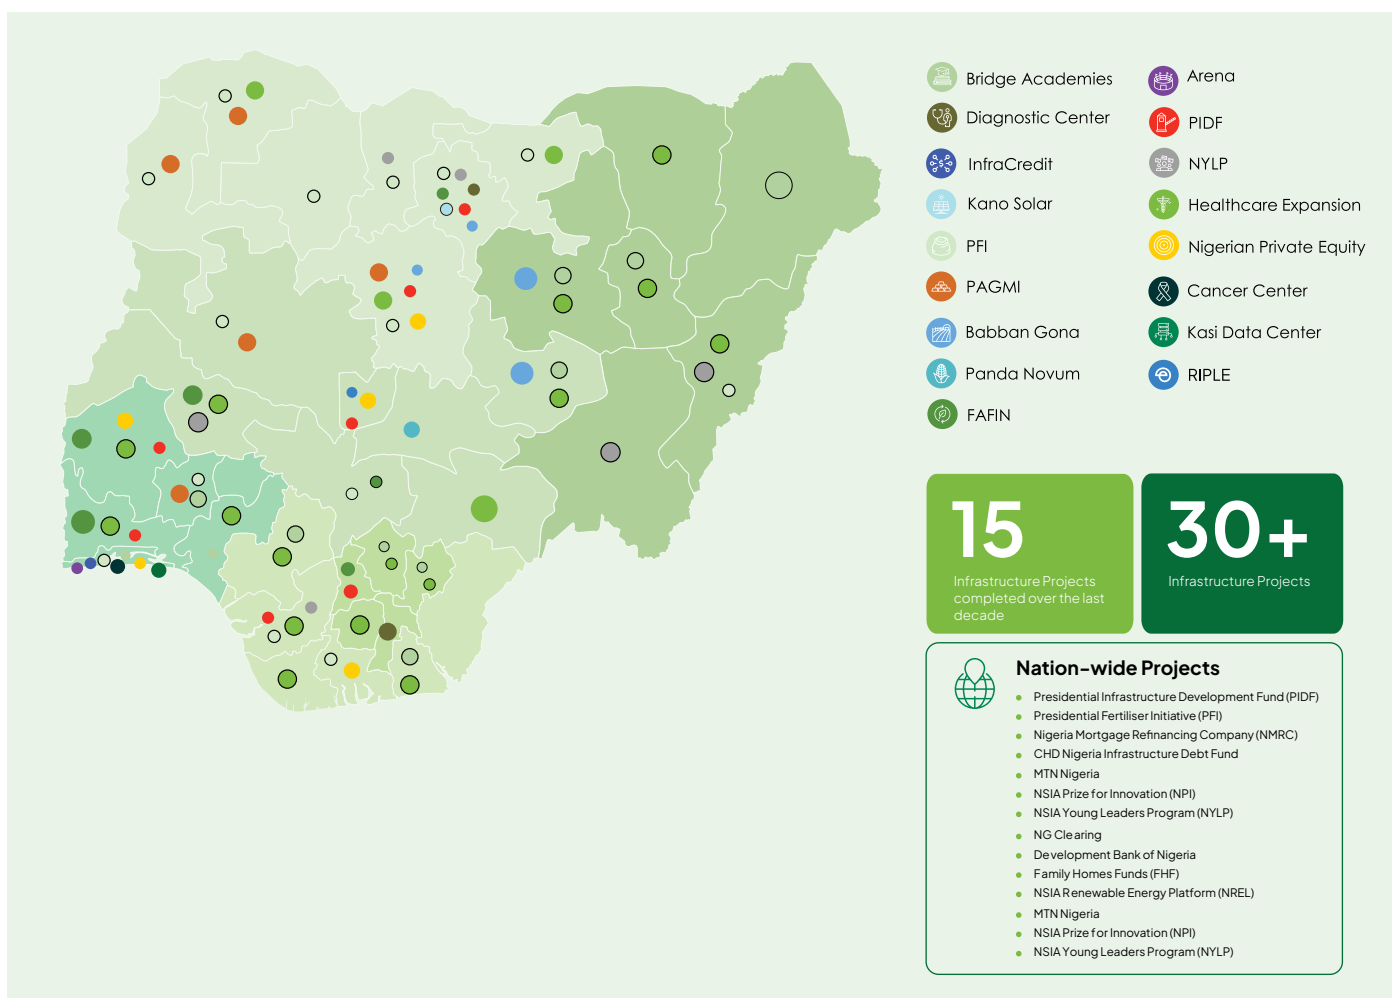 Bridge Academies
Diagnostic Center
InfraCredit
Kano Solar
PFI
PAGMI
Babban Gona
Panda Novum
FAFIN
Arena
PIDF
NYLP
Healthcare Expansion
Nigerian Private Equity
Cancer Center
Kasi Data Center
RIPLE
15
Infrastructure Projects
completed over the last
decade
30+
Infrastructure Projects
Nation-wide Projects
Presidential Infrastructure Development Fund (PIDF)
Presidential Fertiliser Initiative (PFI)
Nigeria Mortgage Refinancing Company (NMRC)
CHD Nigeria Infrastructure Debt Fund
MTN Nigeria
NSIA Prize for Innovation (NPI)
NSIA Young Leaders Program (NYLP)
NG Clearing
Development Bank of Nigeria
Family Homes Funds (FHF)
NSIA Renewable Energy Platform (NREL)
MTN Nigeria
NSIA Prize for Innovation (NPI)
NSIA Young Leaders Program (NYLP)